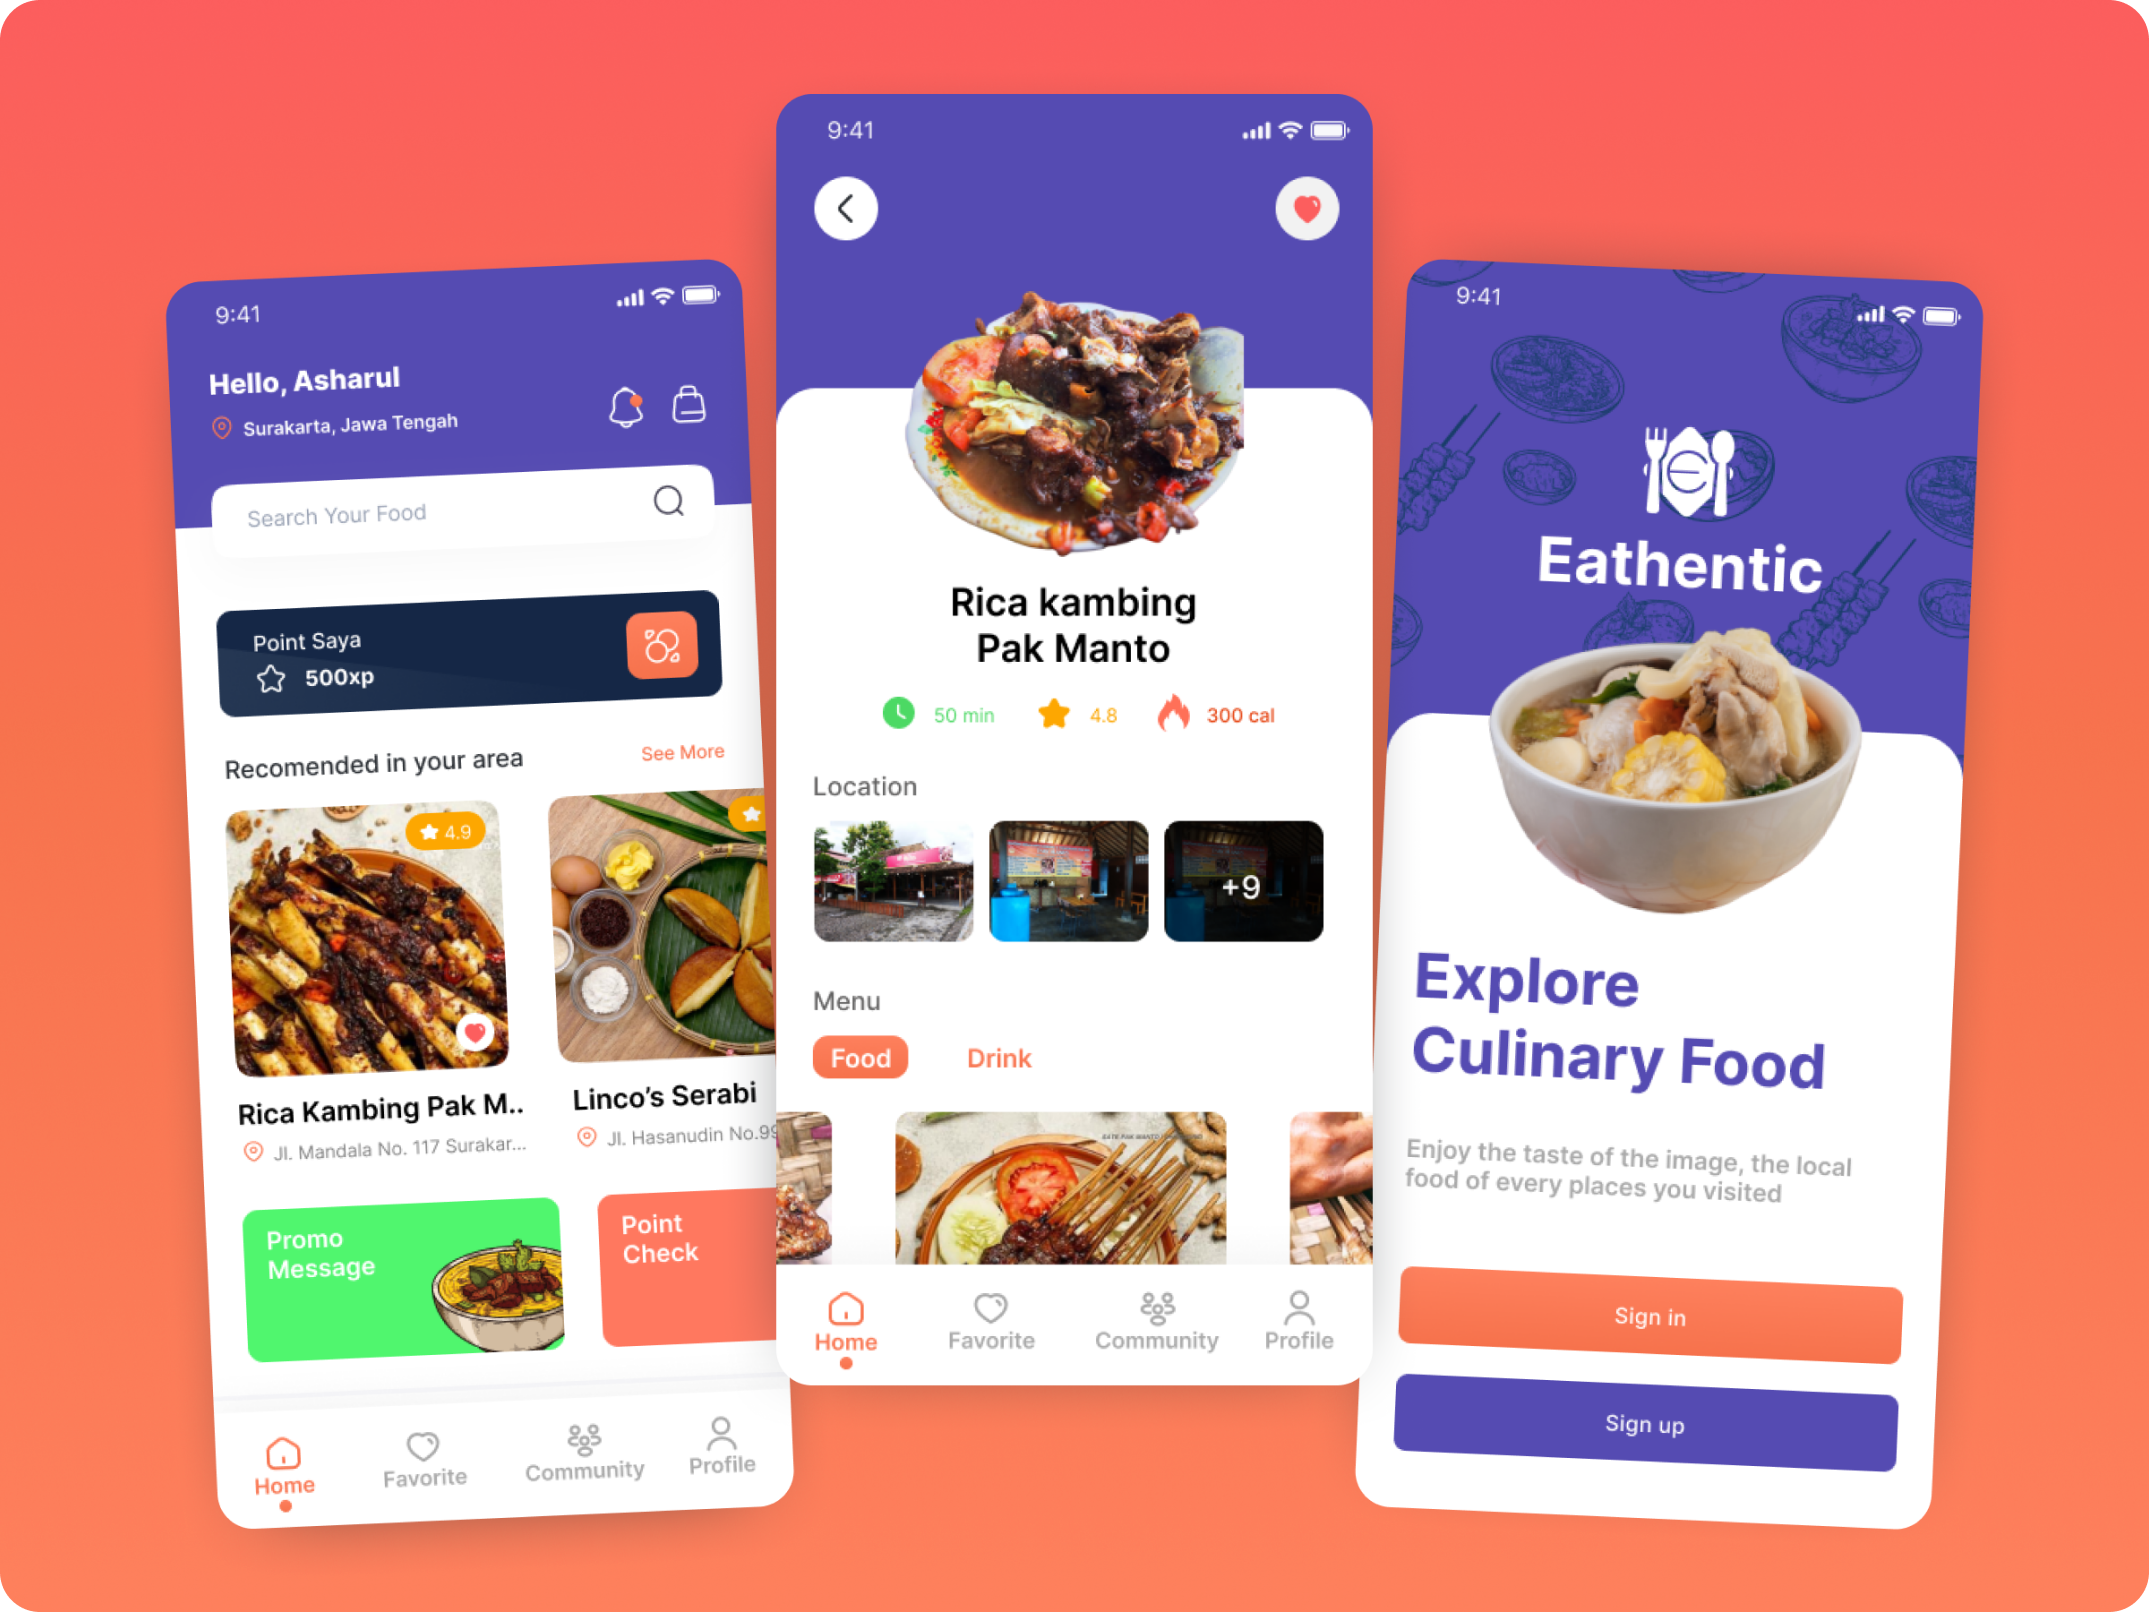 9:41
Hello, Asharul
Surakarta, Jawa Tengah
Search Your Food
Point Saya
500xp
Recomended in your area
See More
4.9
Rica Kambing Pak M..
Linco’s Serabi
Jl. Mandala No. 117 Surakar...
Jl. Hasanudin No.99
Promo
Message
Point
Check
Home
Favorite
Community
Profile
9:41
Rica kambing
Pak Manto
50 min
4.8
300 cal
Location
+9
Menu
Food
Drink
Home
Favorite
Community
Profile
9:41
Eathentic
Explore
Culinary Food
Enjoy the taste of the image, the local
food of every places you visited
Sign in
Sign up